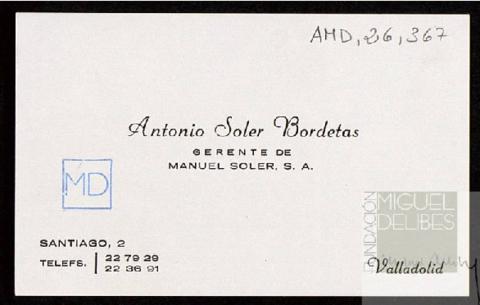 AMD, 26, 367
Antonio Soler Bordetas
GERENTE DE
MANUEL SOLER, S. A.
MD
SANTIAGO, 2
TELEFS. 22 79 29
22 36 91
FUNDACIÓN
MIGUEL
DELIBES
Valladolid